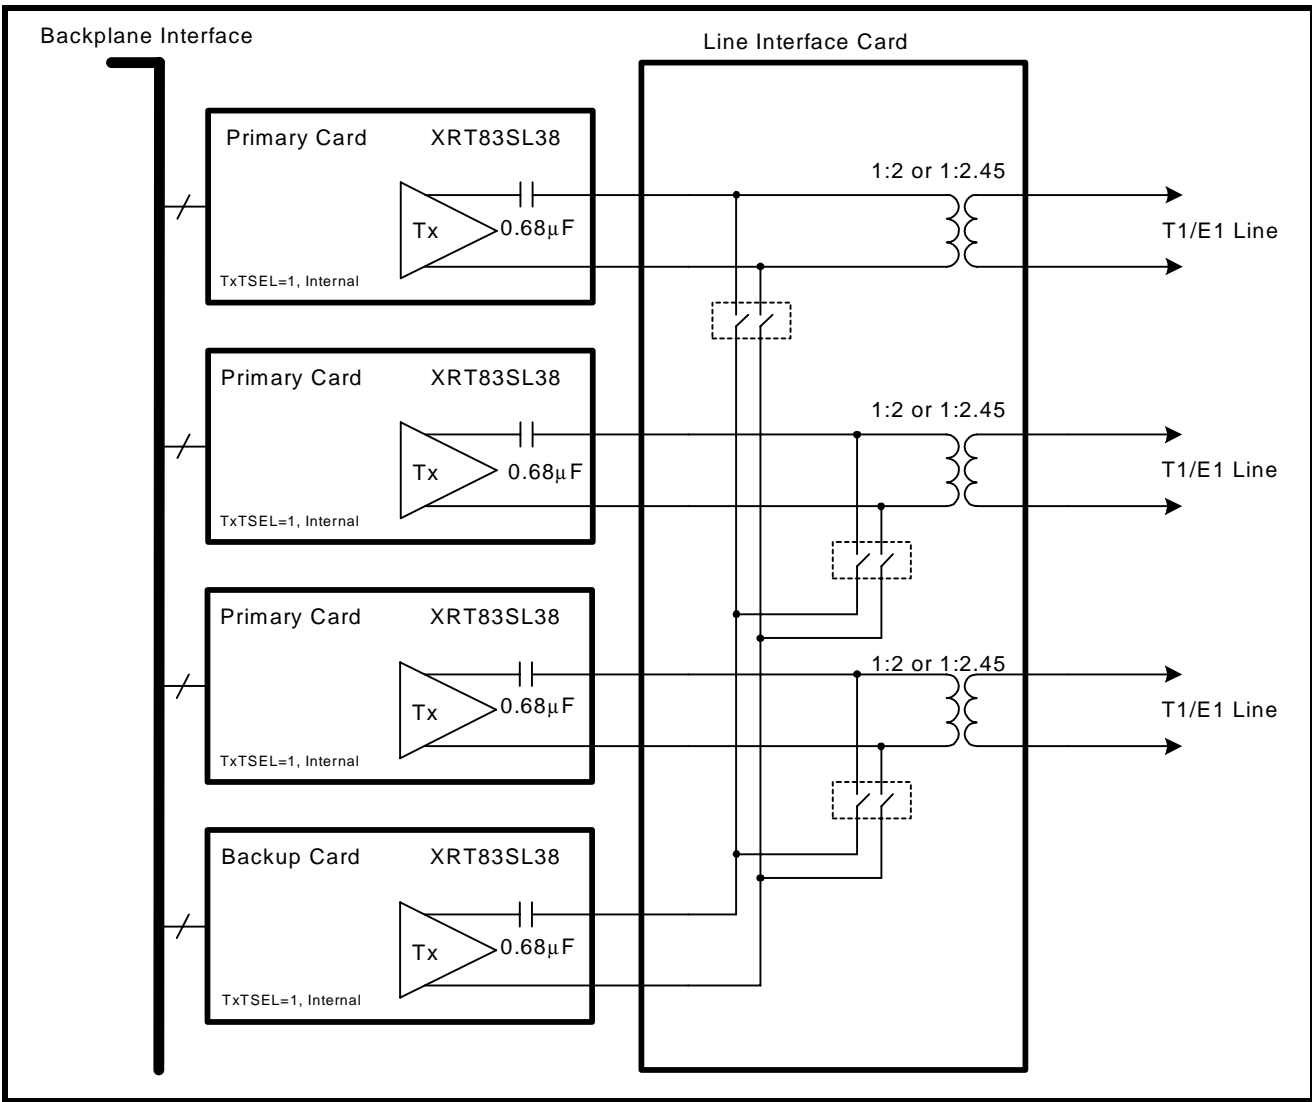 Backplane Interface
Line Interface Card
Primary Card XRT83SL38
1:2 or 1:2.45
Tx
0.68μF
T1/E1 Line
TxTSEL=1, Internal
Primary Card XRT83SL38
1:2 or 1:2.45
Tx
0.68μF
T1/E1 Line
TxTSEL=1, Internal
Primary Card XRT83SL38
1:2 or 1:2.45
Tx
0.68μF
T1/E1 Line
TxTSEL=1, Internal
Backup Card XRT83SL38
Tx
0.68μF
TxTSEL=1, Internal